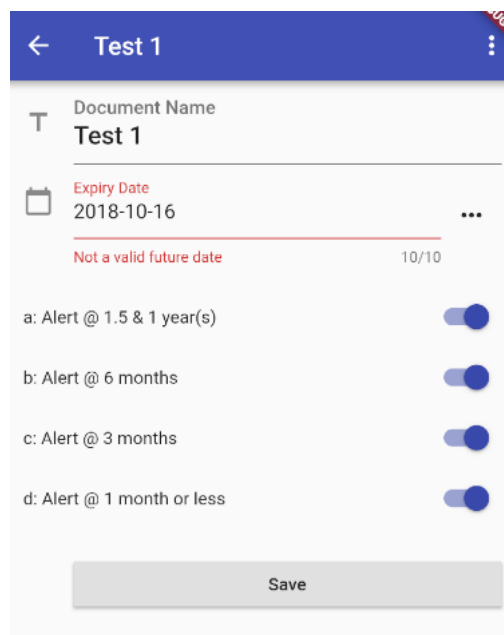 Test 1
Document Name
Test 1
Expiry Date
2018-10-16
Not a valid future date 10/10
a: Alert @ 1.5 & 1 year(s)
b: Alert @ 6 months
c: Alert @ 3 months
d: Alert @ 1 month or less
Save